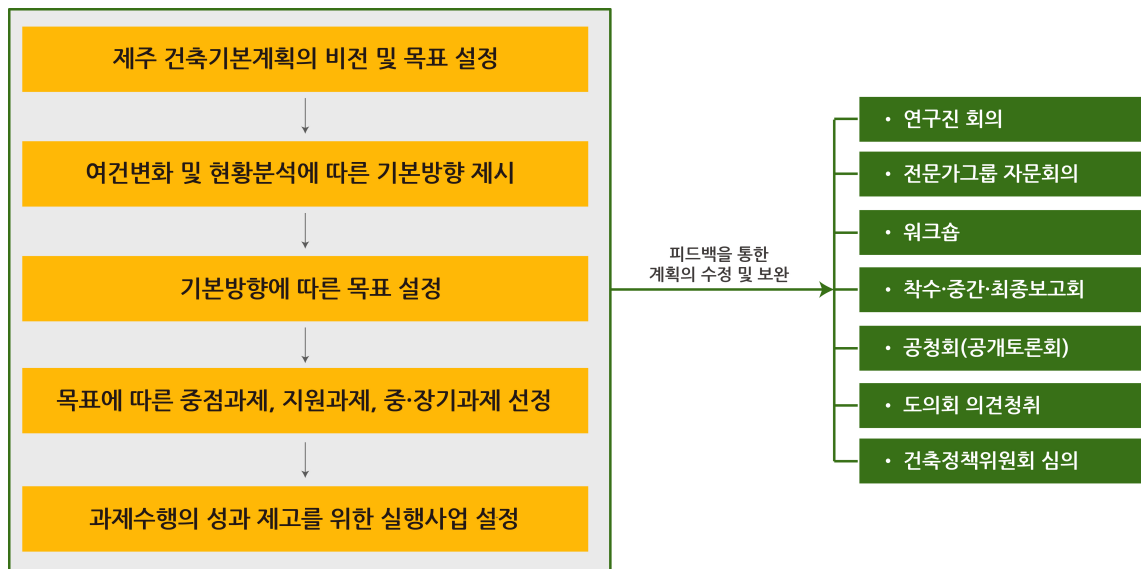 제주 건축기본계획의 비전 및 목표 설정
여건변화 및 현황분석에 따른 기본방향 제시
기본방향에 따른 목표 설정
목표에 따른 중점과제, 지원과제, 중·장기과제 선정
과제수행의 성과 제고를 위한 실행사업 설정
피드백을 통한
계획의 수정 및 보완
• 연구진 회의
• 전문가그룹 자문회의
• 워크숍
• 착수·중간·최종보고회
• 공청회(공개토론회)
• 도의회 의견청취
• 건축정책위원회 심의